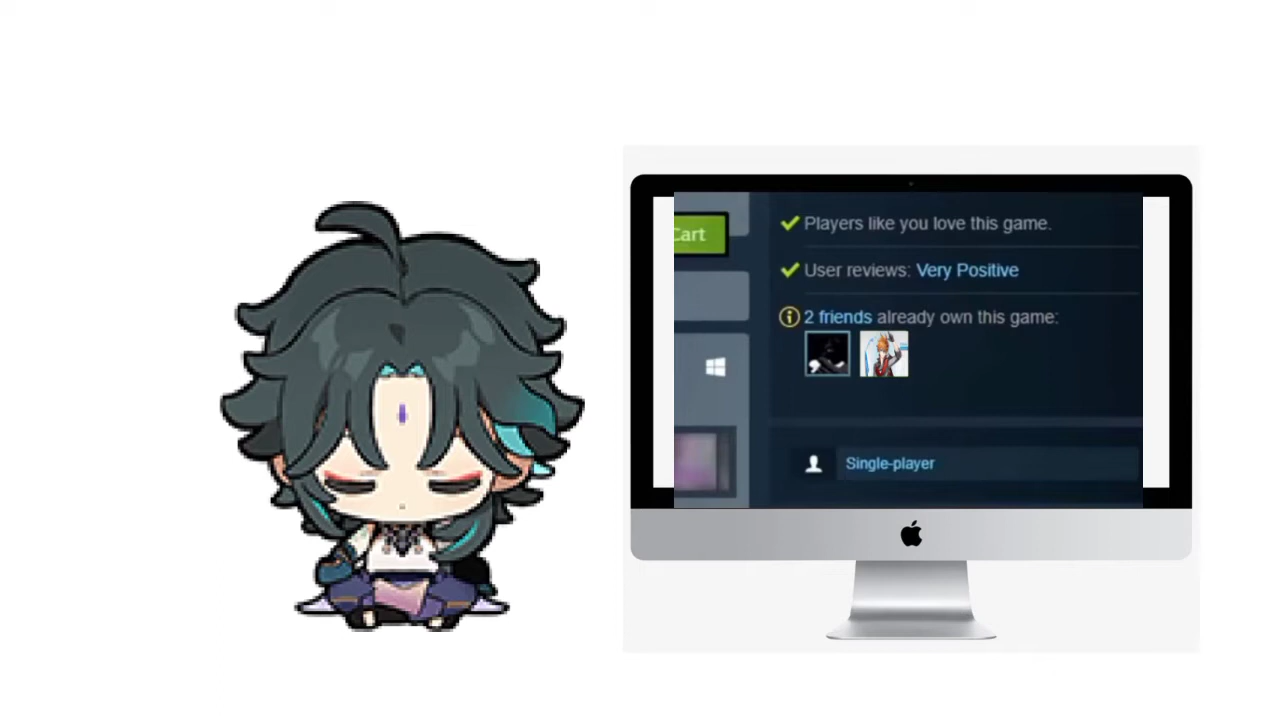 Cart
Players like you love this game.
User reviews: Very Positive
2 friends already own this game:
Single-player